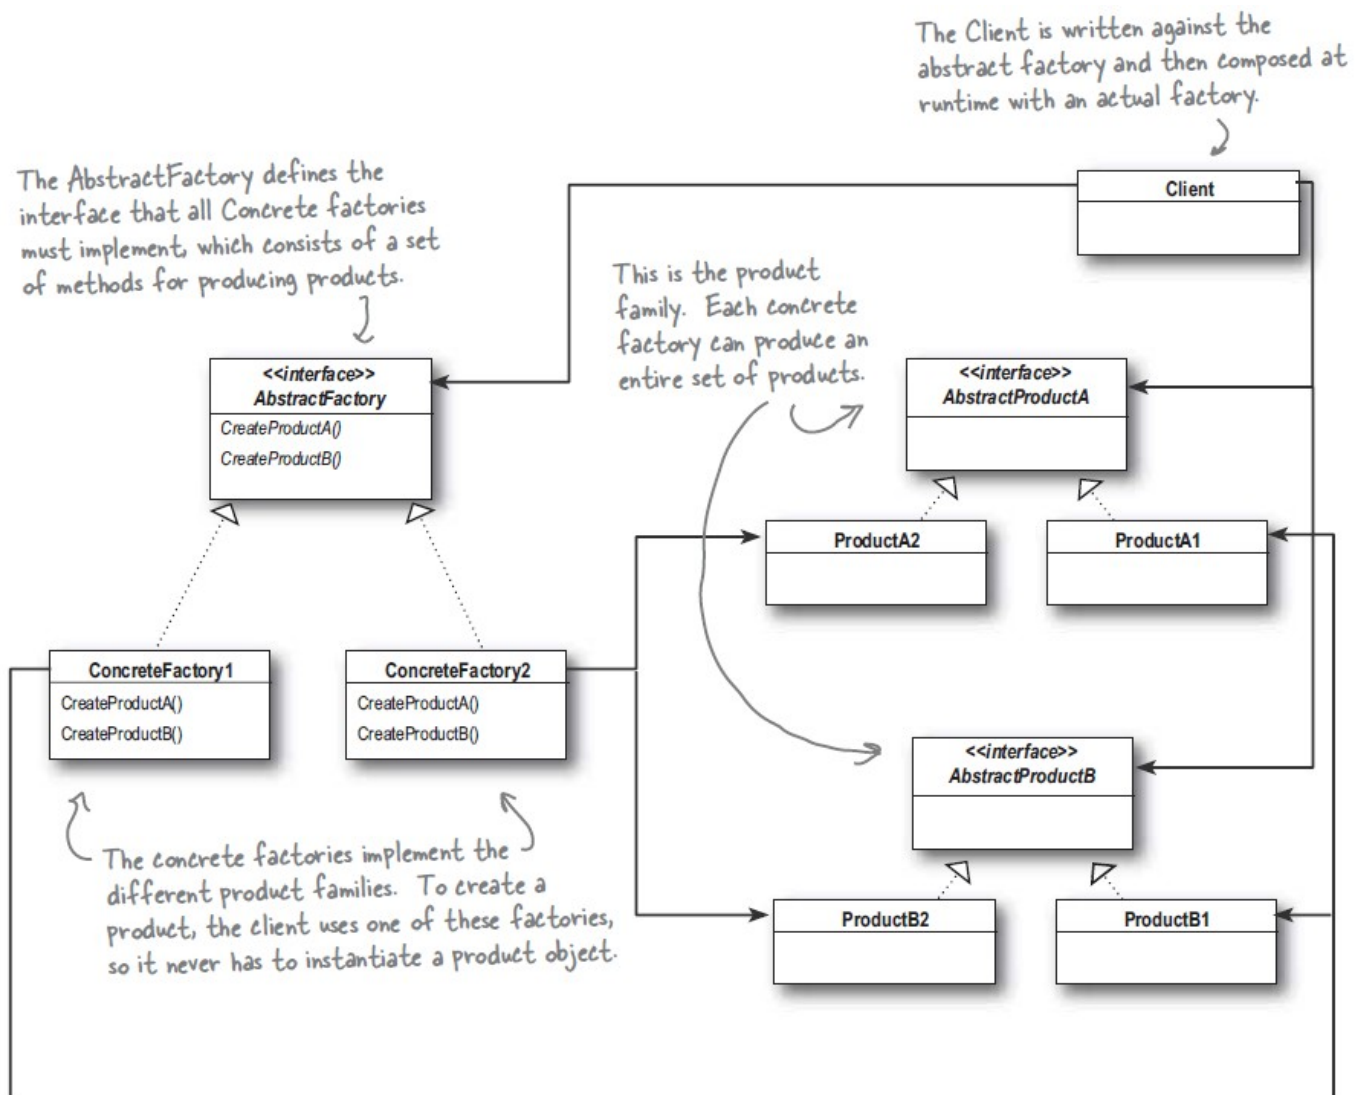 The Client is written against the
abstract factory and then composed at
runtime with an actual factory.
The AbstractFactory defines the
interface that all Concrete factories
must implement, which consists of a set
of methods for producing products.
Client
This is the product
family. Each concrete
factory can produce an
entire set of products.
<<interface>>
AbstractFactory
CreateProductA()
CreateProductB()
<<interface>>
AbstractProductA
ProductA2
ProductA1
ConcreteFactory1
CreateProductA()
CreateProductB()
ConcreteFactory2
CreateProductA()
CreateProductB()
<<interface>>
AbstractProductB
The concrete factories implement the
different product families. To create a
product, the client uses one of these factories,
so it never has to instantiate a product object.
ProductB2
ProductB1